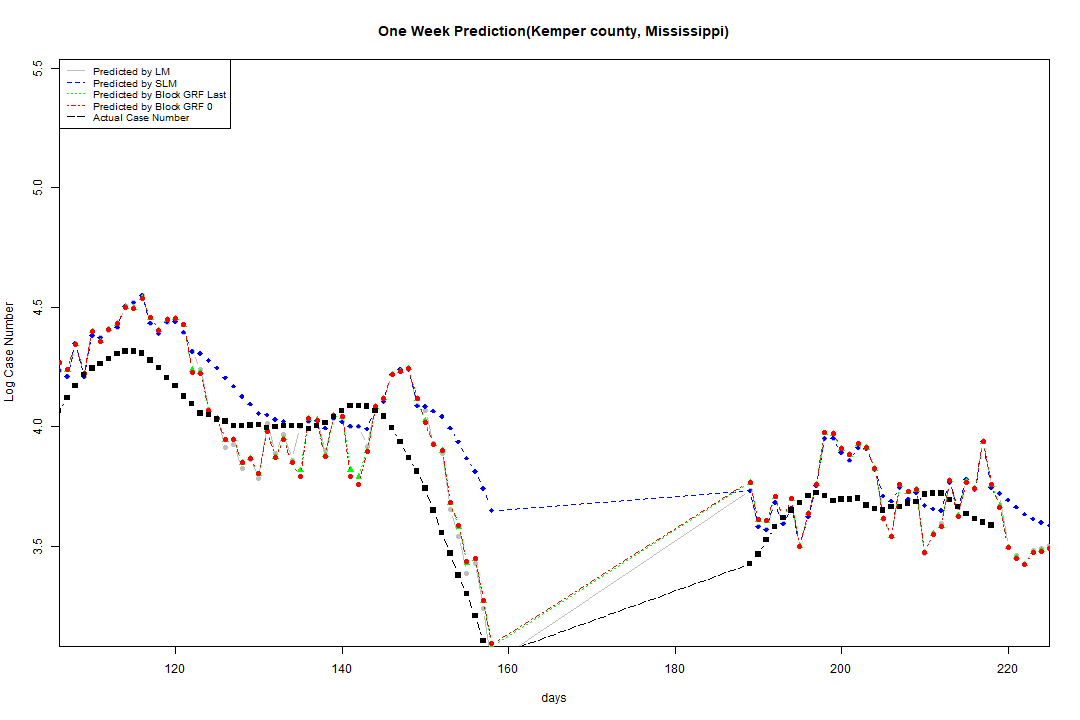 One Week Prediction(Kemper county, Mississippi)
Predicted by LM
Predicted by SLM
Predicted by Block GRF Last
Predicted by Block GRF 0
Actual Case Number
5.5
5.0
4.5
4.0
3.5
Log Case Number
120 140 160 180 200 220
days